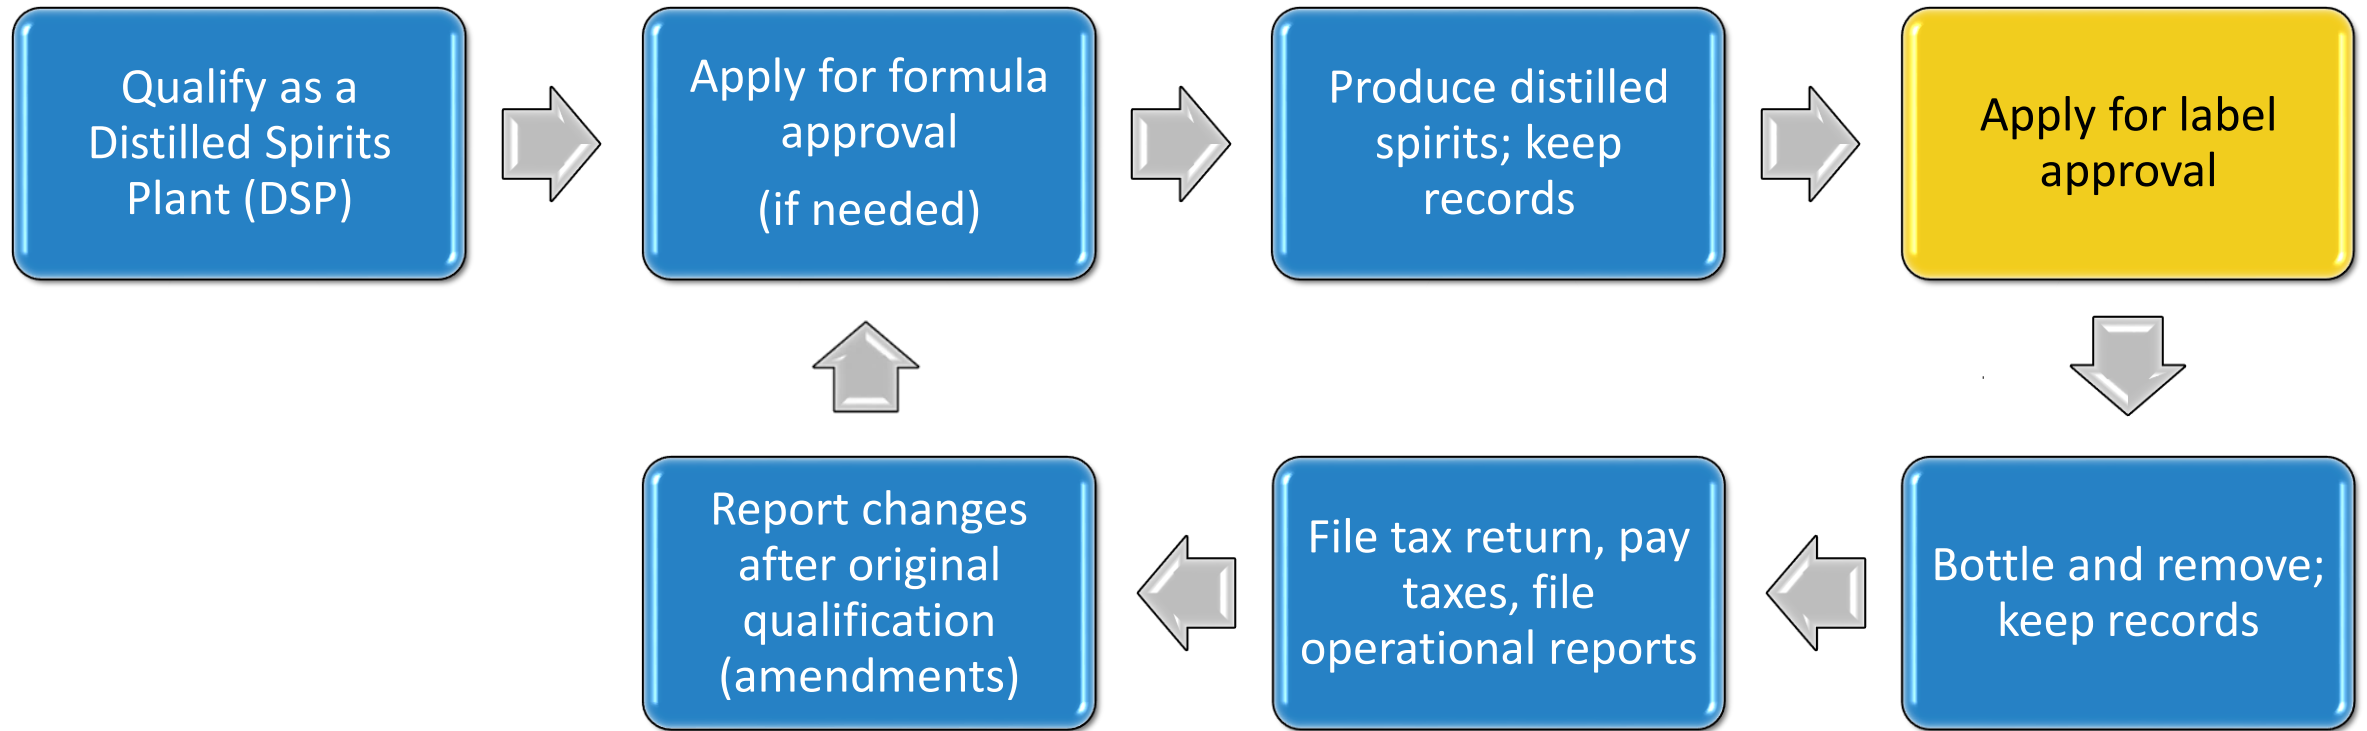 Qualify as a
Distilled Spirits
Plant (DSP)
Apply for formula
approval
(if needed)
Produce distilled
spirits; keep
records
Apply for label
approval
Bottle and remove;
keep records
File tax return, pay
taxes, file
operational reports
Report changes
after original
qualification
(amendments)